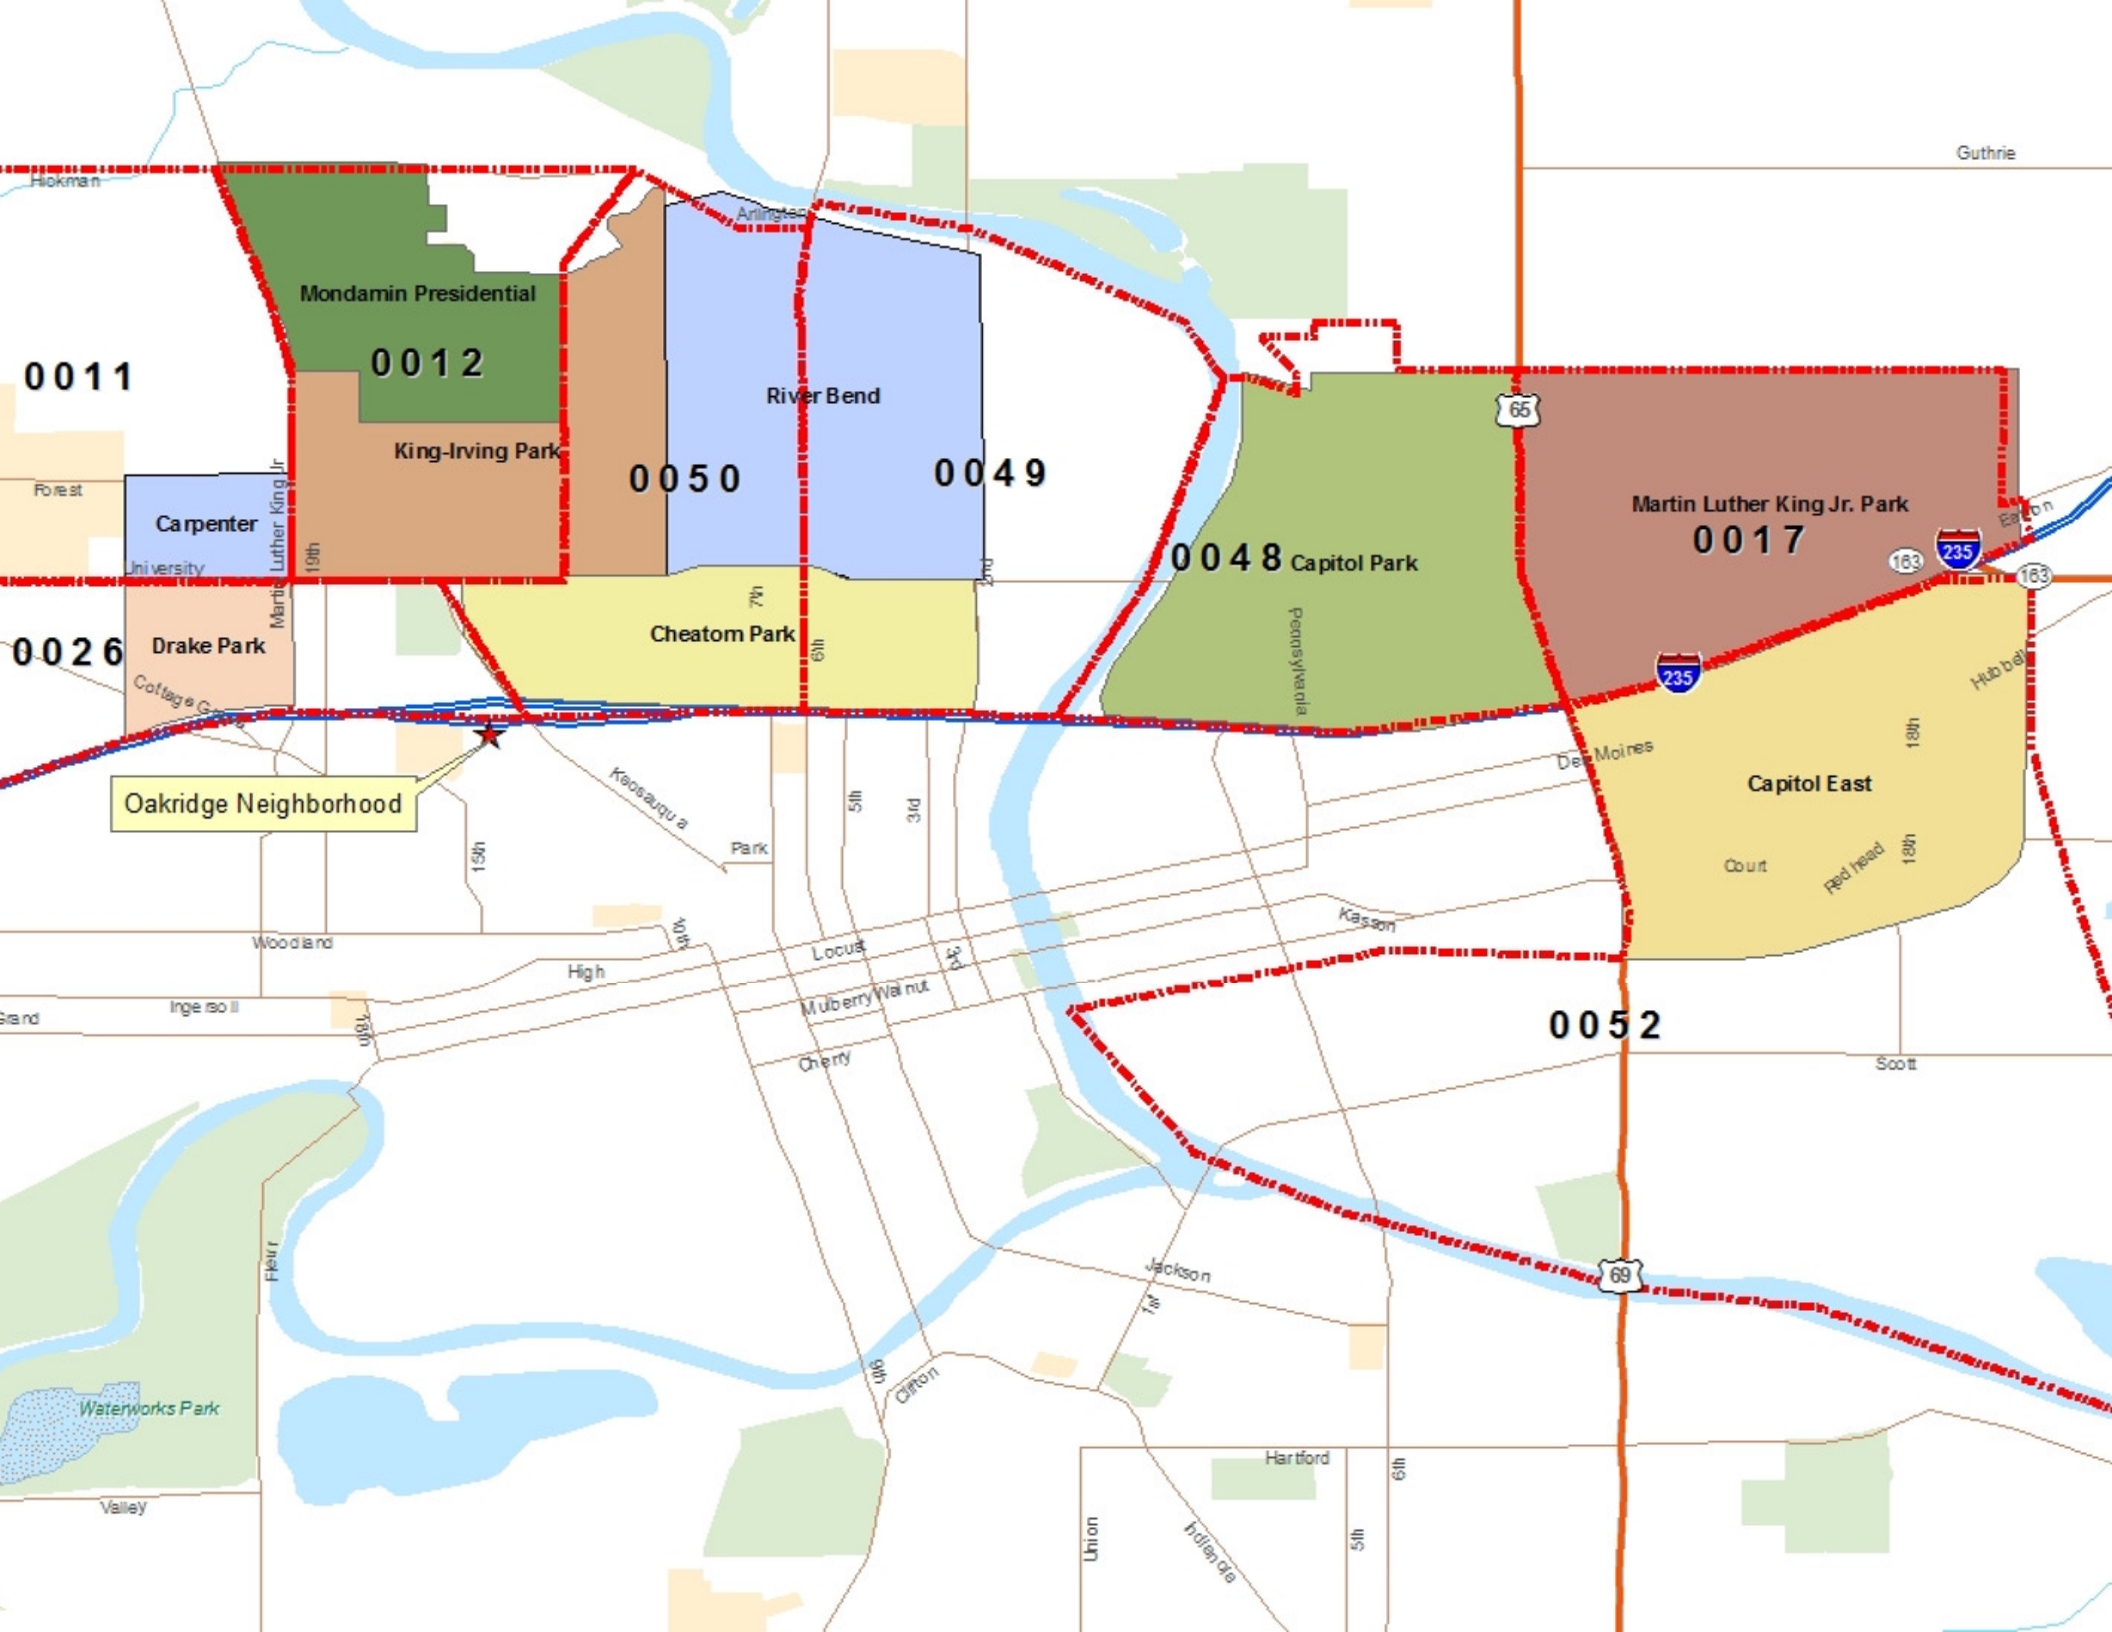 Guthrie
Hickman
Arlington
Mondamin Presidential
0012
0011
River Bend
65
King-Irving Park
0050
0049
Forest
Carpenter
Martin Luther King Jr
19th
University
Martin Luther King Jr. Park
0017
Easton
235
163
163
0048
Capitol Park
2nd
7th
6th
Cheatom Park
Pennsylvania
0026
Drake Park
Cottage Grove
235
Hubbell
18th
Des Moines
Capitol East
Oakridge Neighborhood
Keosauqua
5th
3rd
Park
15th
Court
Redhead
18th
10th
Kasson
Woodland
Locust
3rd
High
Mulberry
Walnut
Ingersoll
Grand
18th
Cherry
0052
Scott
Fleur
Jackson
1st
69
9th
Clifton
Waterworks Park
Hartford
6th
Valley
Union
Indianola
5th